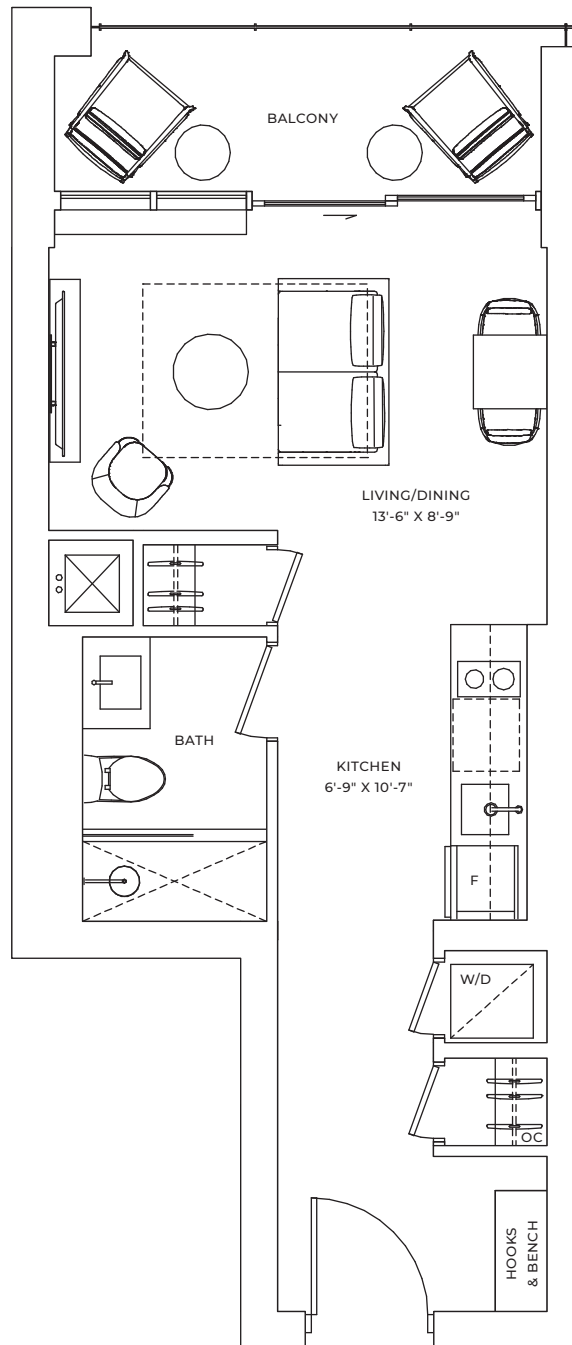 BALCONY
LIVING/DINING
13'-6" X 8'-9"
BATH
KITCHEN
6'-9" X 10'-7"
F
W/D
OC
HOOKS
& BENCH